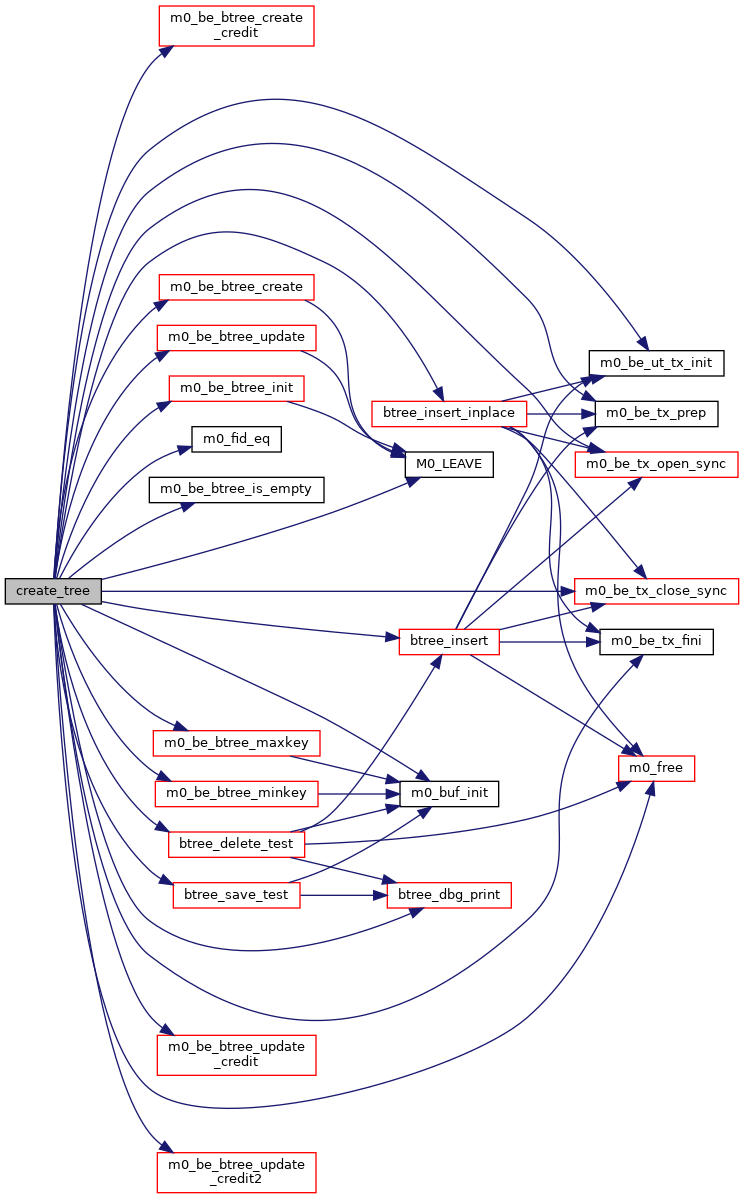 m0_be_btree_create
_credit
m0_be_btree_create
m0_be_btree_update
m0_be_btree_init
m0_fid_eq
m0_be_btree_is_empty
create_tree
m0_be_btree_maxkey
m0_be_btree_minkey
btree_delete_test
btree_save_test
m0_be_btree_update
_credit
m0_be_btree_update
_credit2
btree_insert_inplace
M0_LEAVE
btree_insert
m0_buf_init
btree_dbg_print
m0_be_ut_tx_init
m0_be_tx_prep
m0_be_tx_open_sync
m0_be_tx_close_sync
m0_be_tx_fini
m0_free